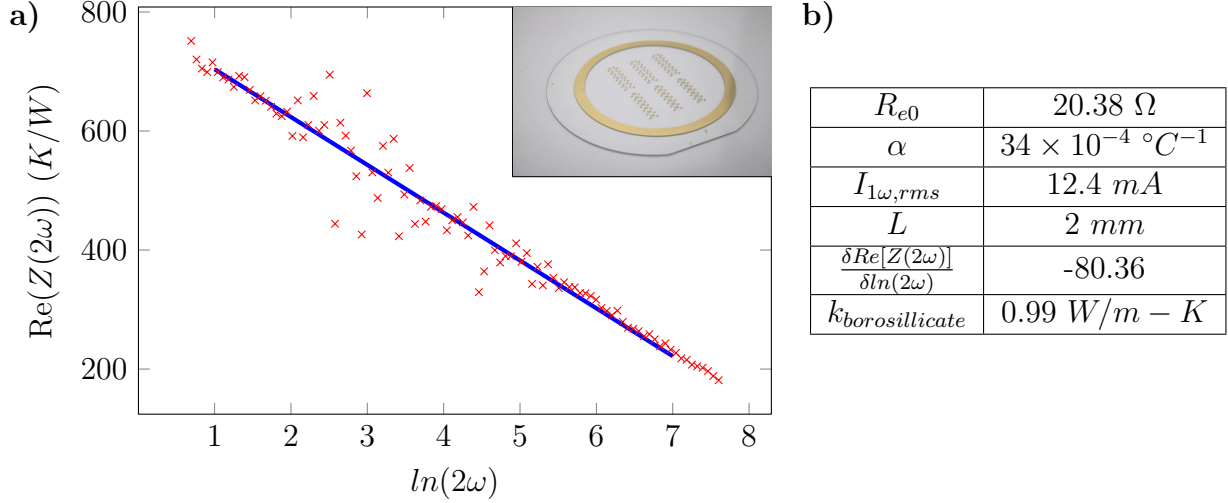 a)
800
600
400
200
Re(Z(2ω)) (K/W)
1 2 3 4 5 6 7 8
ln(2ω)
b)
R_{e0} 20.38 Ω
α 34 × 10^{−4} °C^{−1}
I_{1ω,rms} 12.4 mA
L 2 mm
\frac{δRe[Z(2ω)]}{δln(2ω)} -80.36
k_{borosillicate} 0.99 W/m − K